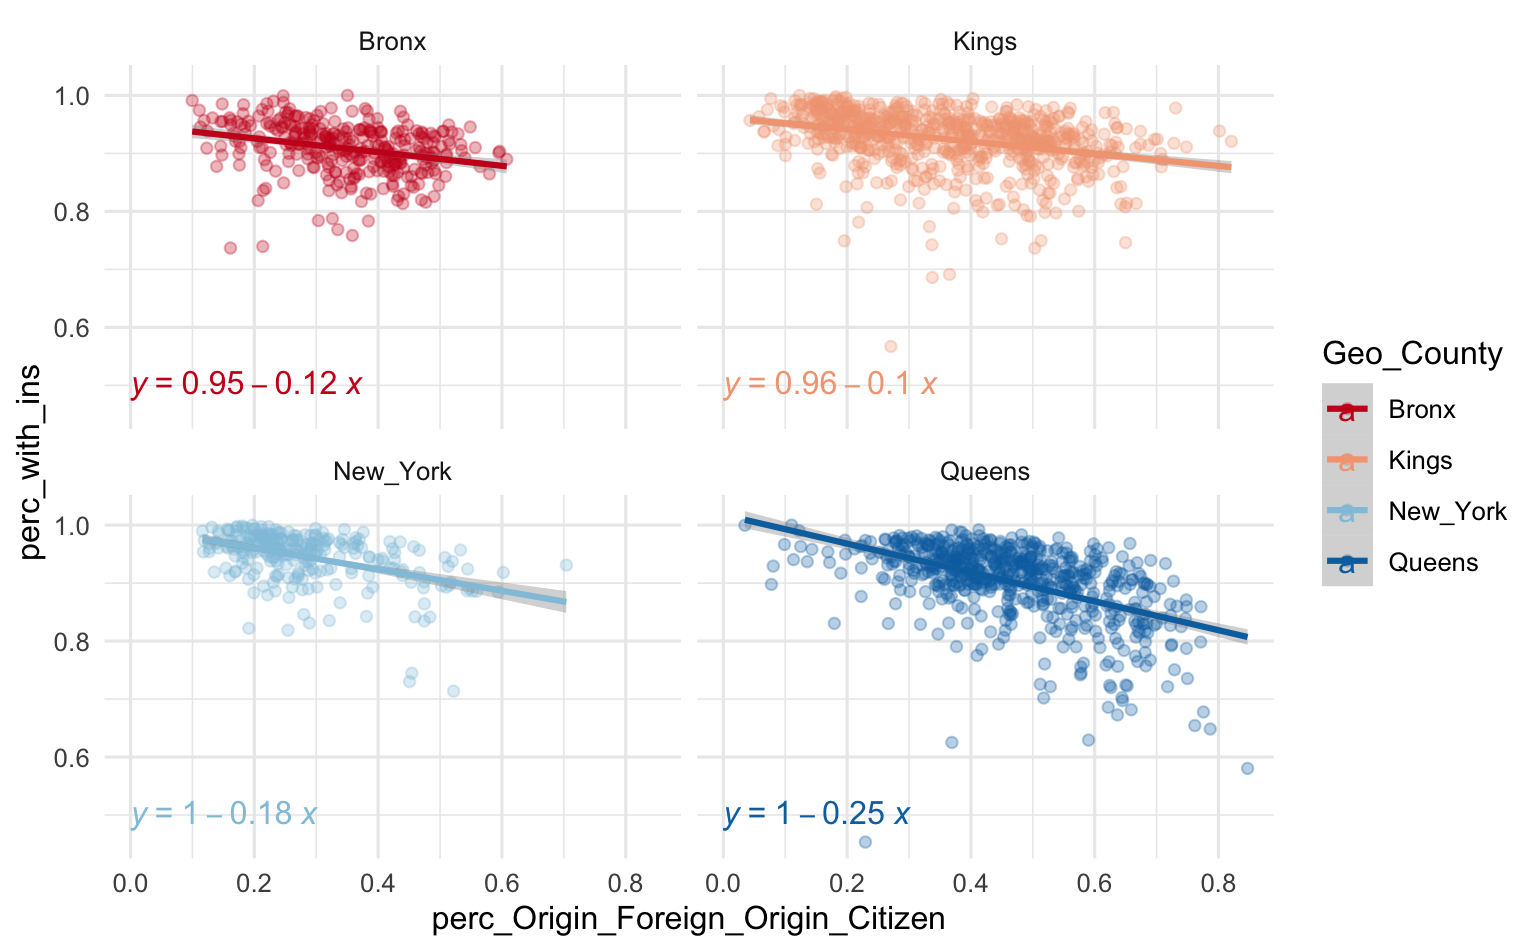 Bronx
Kings
1.0
0.8
0.6
y = 0.95 – 0.12 x
y = 0.96 – 0.1 x
New_York
Queens
1.0
0.8
0.6
y = 1 – 0.18 x
y = 1 – 0.25 x
0.0 0.2 0.4 0.6 0.8
0.0 0.2 0.4 0.6 0.8
perc_Origin_Foreign_Origin_Citizen
perc_with_ins
Geo_County
a Bronx
a Kings
a New_York
a Queens